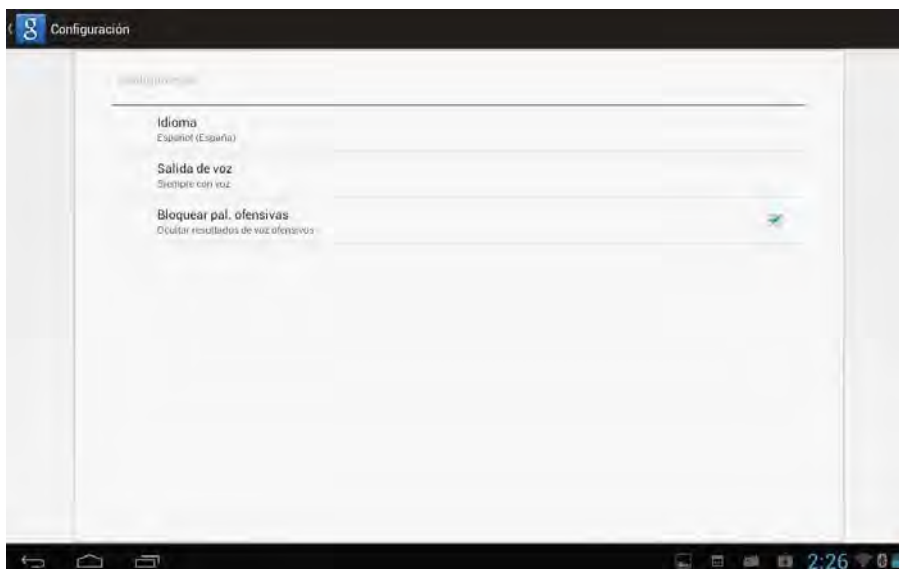 g Configuración
Idioma
Español (España)
Salida de voz
Siempre con voz
Bloquear pal. ofensivas
Ocultar resultados de voz ofensivos
2:26